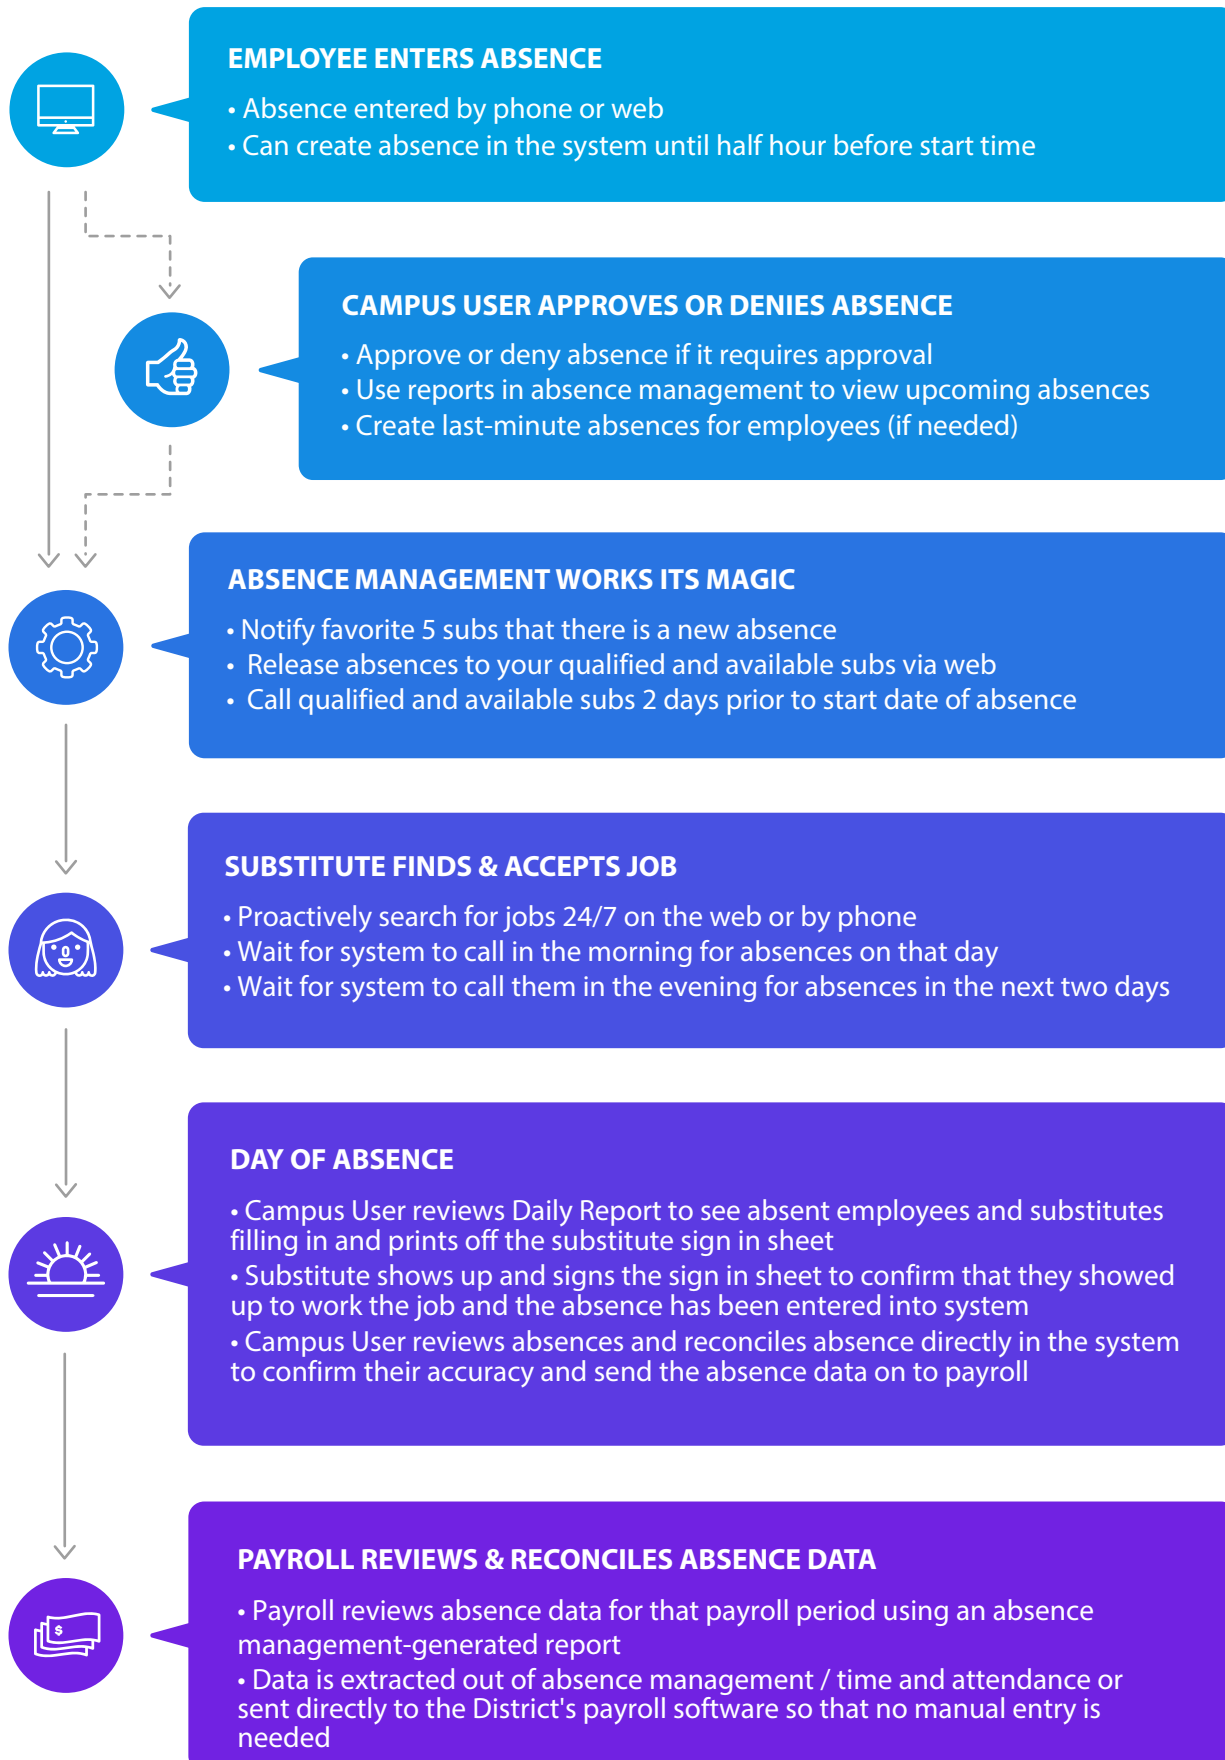 EMPLOYEE ENTERS ABSENCE
• Absence entered by phone or web
• Can create absence in the system until half hour before start time
CAMPUS USER APPROVES OR DENIES ABSENCE
• Approve or deny absence if it requires approval
• Use reports in absence management to view upcoming absences
• Create last-minute absences for employees (if needed)
ABSENCE MANAGEMENT WORKS ITS MAGIC
• Notify favorite 5 subs that there is a new absence
• Release absences to your qualified and available subs via web
• Call qualified and available subs 2 days prior to start date of absence
SUBSTITUTE FINDS & ACCEPTS JOB
• Proactively search for jobs 24/7 on the web or by phone
• Wait for system to call in the morning for absences on that day
• Wait for system to call them in the evening for absences in the next two days
DAY OF ABSENCE
• Campus User reviews Daily Report to see absent employees and substitutes
filling in and prints off the substitute sign in sheet
• Substitute shows up and signs the sign in sheet to confirm that they showed
up to work the job and the absence has been entered into system
• Campus User reviews absences and reconciles absence directly in the system
to confirm their accuracy and send the absence data on to payroll
$
PAYROLL REVIEWS & RECONCILES ABSENCE DATA
• Payroll reviews absence data for that payroll period using an absence
management-generated report
• Data is extracted out of absence management / time and attendance or
sent directly to the District's payroll software so that no manual entry is
needed